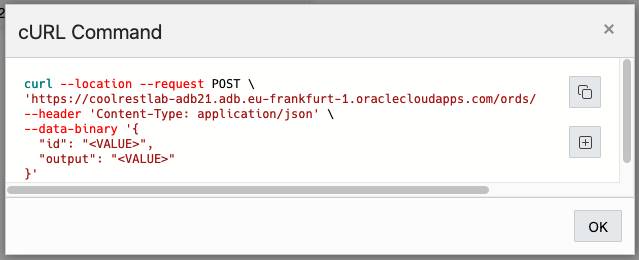 cURL Command
curl --location --request POST \
'https://coolrestlab-adb21.adb.eu-frankfurt-1.oraclecloudapps.com/ords/
--header 'Content-Type: application/json' \
--data-binary '{
  "id": "<VALUE>",
  "output": "<VALUE>"
}'
OK